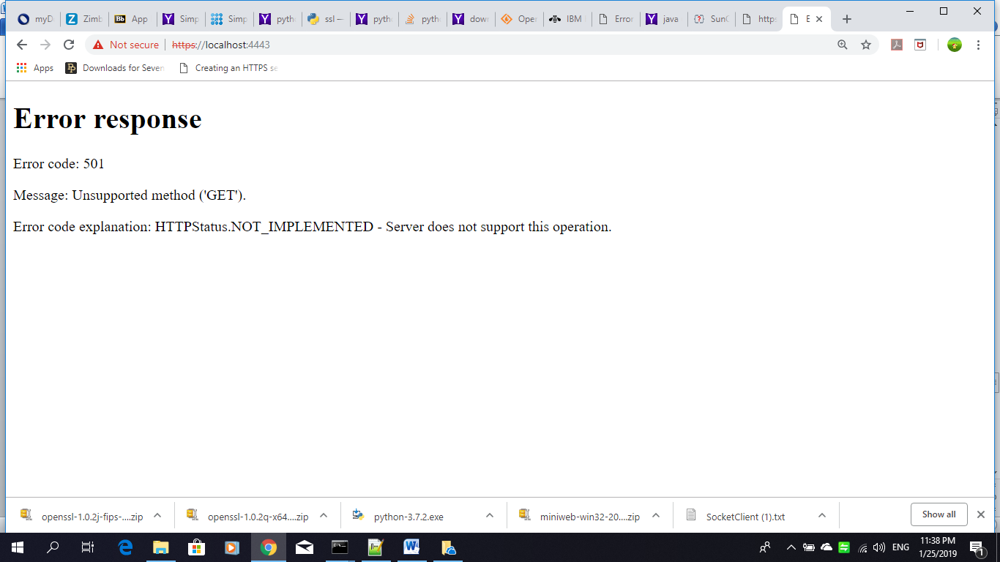 myD Zimb App Simp Simp pyth ssl — pyth pyth dow Oper IBM Error java SunC https E
Not secure | https://localhost:4443
Apps Downloads for Seven Creating an HTTPS se
Error response
Error code: 501
Message: Unsupported method ('GET').
Error code explanation: HTTPStatus.NOT_IMPLEMENTED - Server does not support this operation.
openssl-1.0.2j-fips-....zip openssl-1.0.2q-x64....zip python-3.7.2.exe miniweb-win32-20....zip SocketClient (1).txt Show all
ENG 11:38 PM
1/25/2019 1